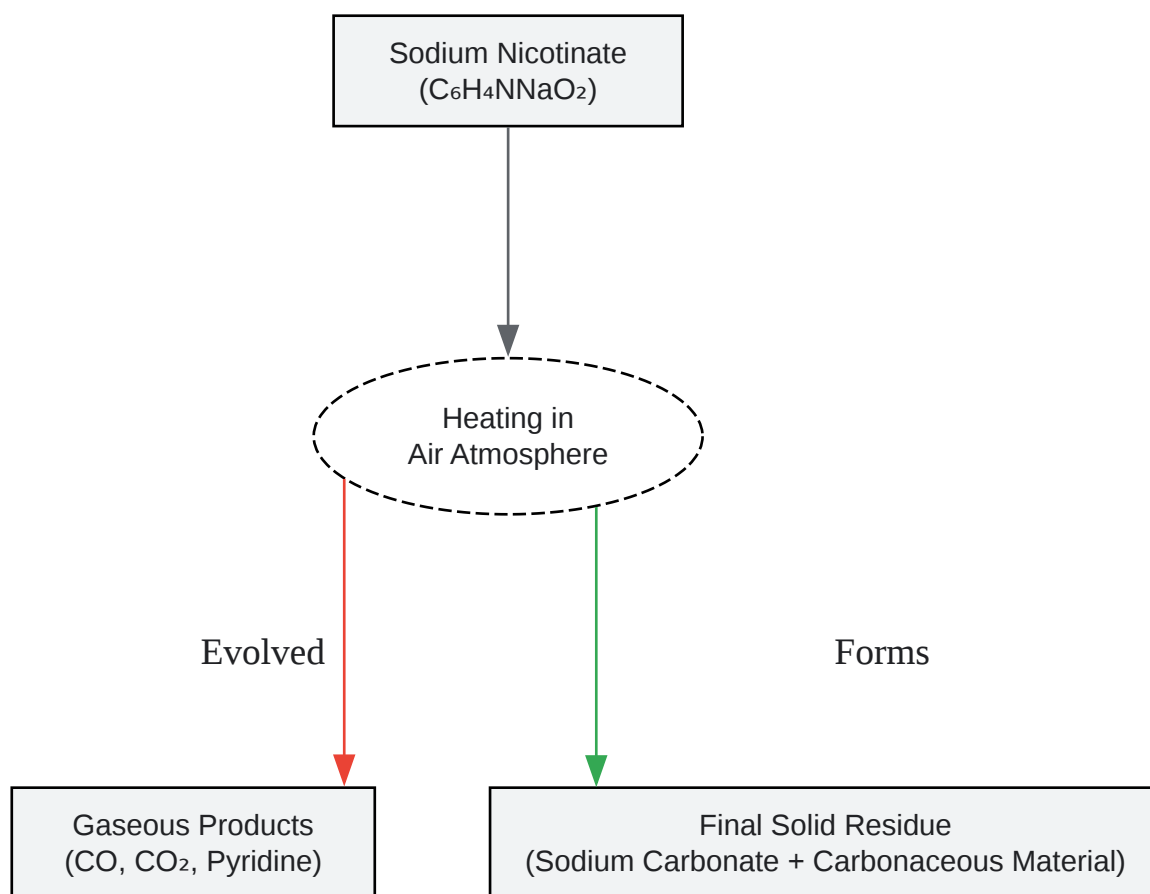 Sodium Nicotinate
(C₆H₄NNaO₂)
Heating in
Air Atmosphere
Evolved
Forms
Gaseous Products
(CO, CO₂, Pyridine)
Final Solid Residue
(Sodium Carbonate + Carbonaceous Material)